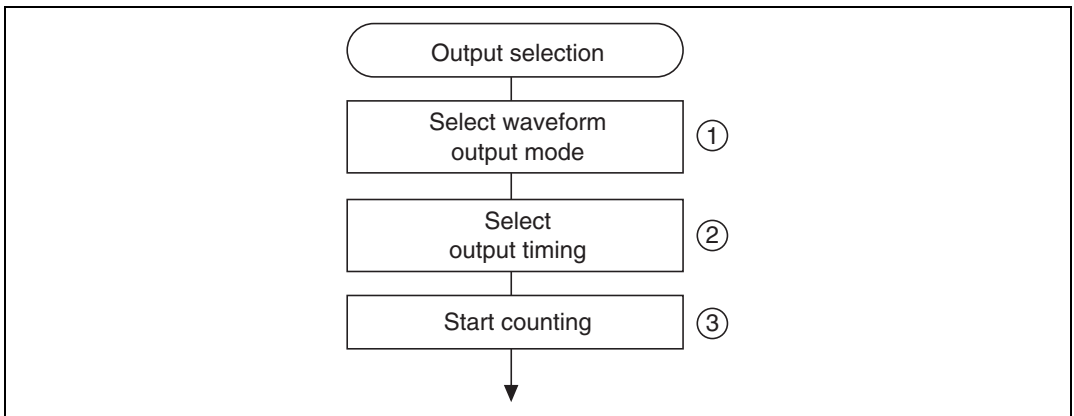 Output selection
Select waveform
output mode
①
Select
output timing
②
Start counting
③